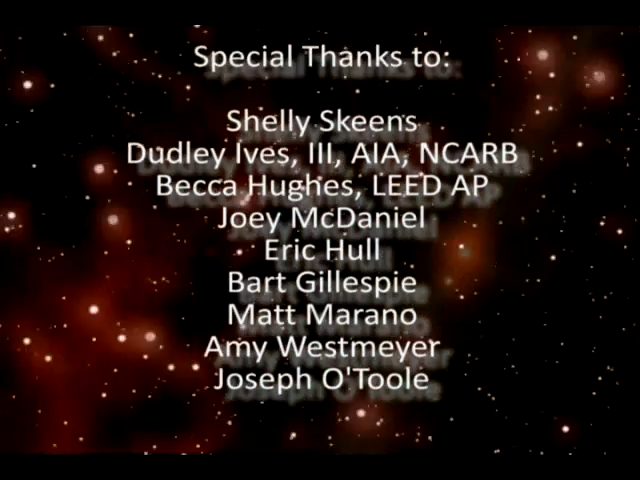 Special Thanks to:
Shelly Skeens
Dudley Ives, III, AIA, NCARB
Becca Hughes, LEED AP
Joey McDaniel
Eric Hull
Bart Gillespie
Matt Marano
Amy Westmeyer
Joseph O'Toole